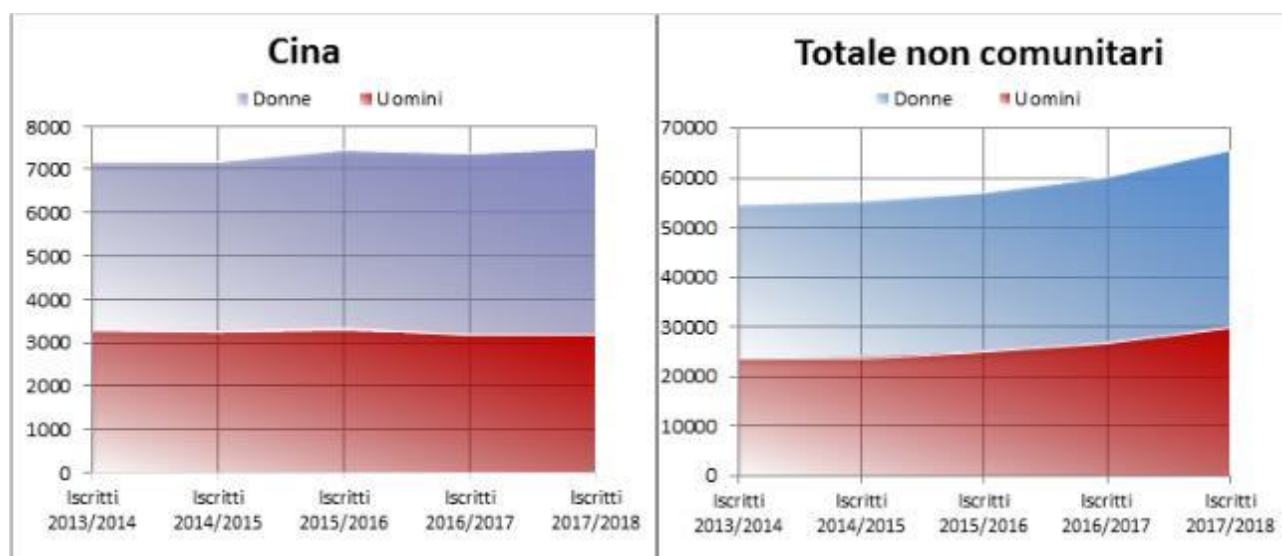 Cina
Donne Uomini
8000
7000
6000
5000
4000
3000
2000
1000
0
Iscritti 2013/2014
Iscritti 2014/2015
Iscritti 2015/2016
Iscritti 2016/2017
Iscritti 2017/2018
Totale non comunitari
Donne Uomini
70000
60000
50000
40000
30000
20000
10000
0
Iscritti 2013/2014
Iscritti 2014/2015
Iscritti 2015/2016
Iscritti 2016/2017
Iscritti 2017/2018